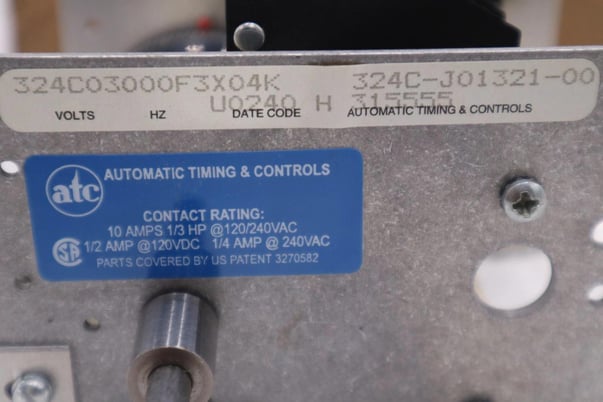 324C03000F3X04K 324C-J01321-00
U0240 H 315555
VOLTS HZ DATE CODE AUTOMATIC TIMING & CONTROLS
atc AUTOMATIC TIMING & CONTROLS
CONTACT RATING:
10 AMPS 1/3 HP @120/240VAC
SA 1/2 AMP @120VDC 1/4 AMP @ 240VAC
PARTS COVERED BY US PATENT 3270582